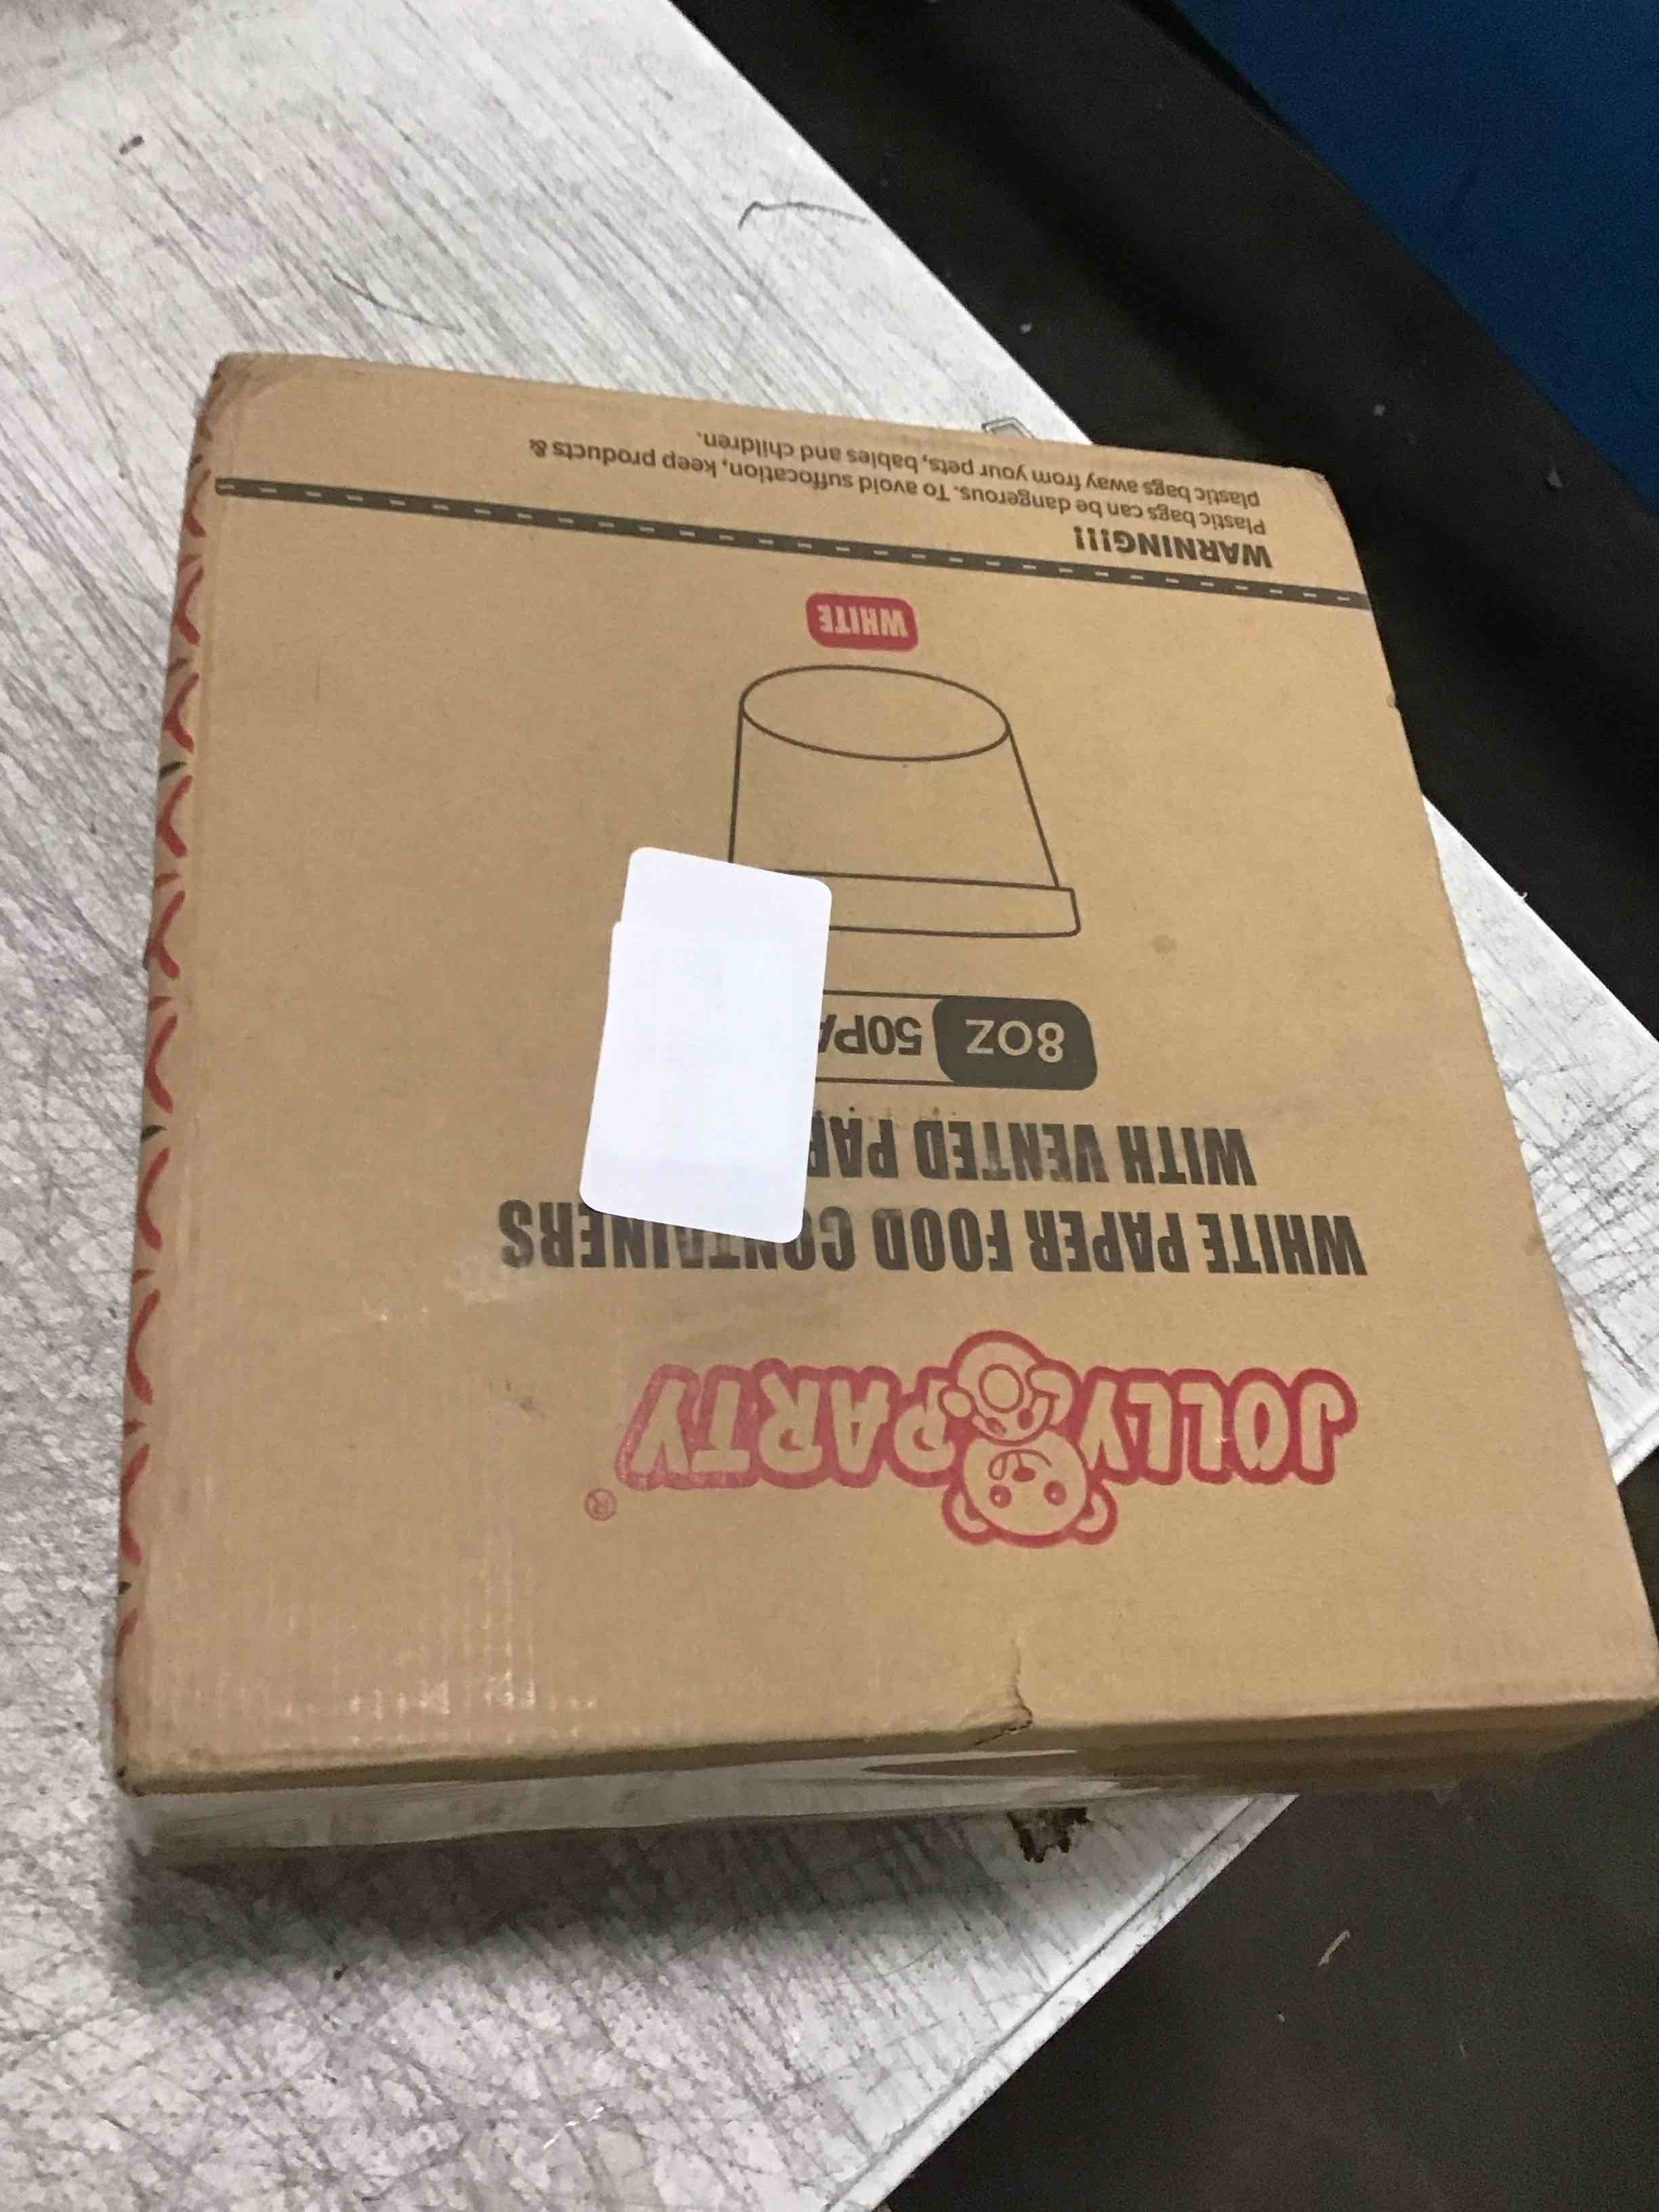 JOLLY PARTY ®
WHITE PAPER FOOD CONTAINERS
WITH VENTED
8OZ
WHITE
WARNING!!!
Plastic bags can be dangerous. To avoid suffocation, keep products &
plastic bags away from your pets, babies and children.